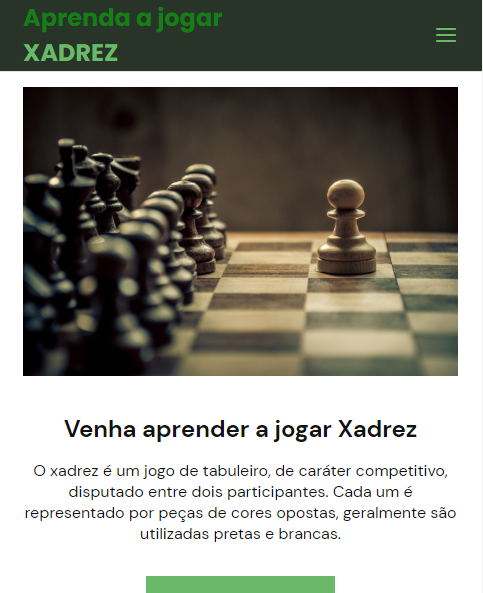 Aprenda a jogar
XADREZ
Venha aprender a jogar Xadrez
O xadrez é um jogo de tabuleiro, de caráter competitivo,
disputado entre dois participantes. Cada um é
representado por peças de cores opostas, geralmente são
utilizadas pretas e brancas.